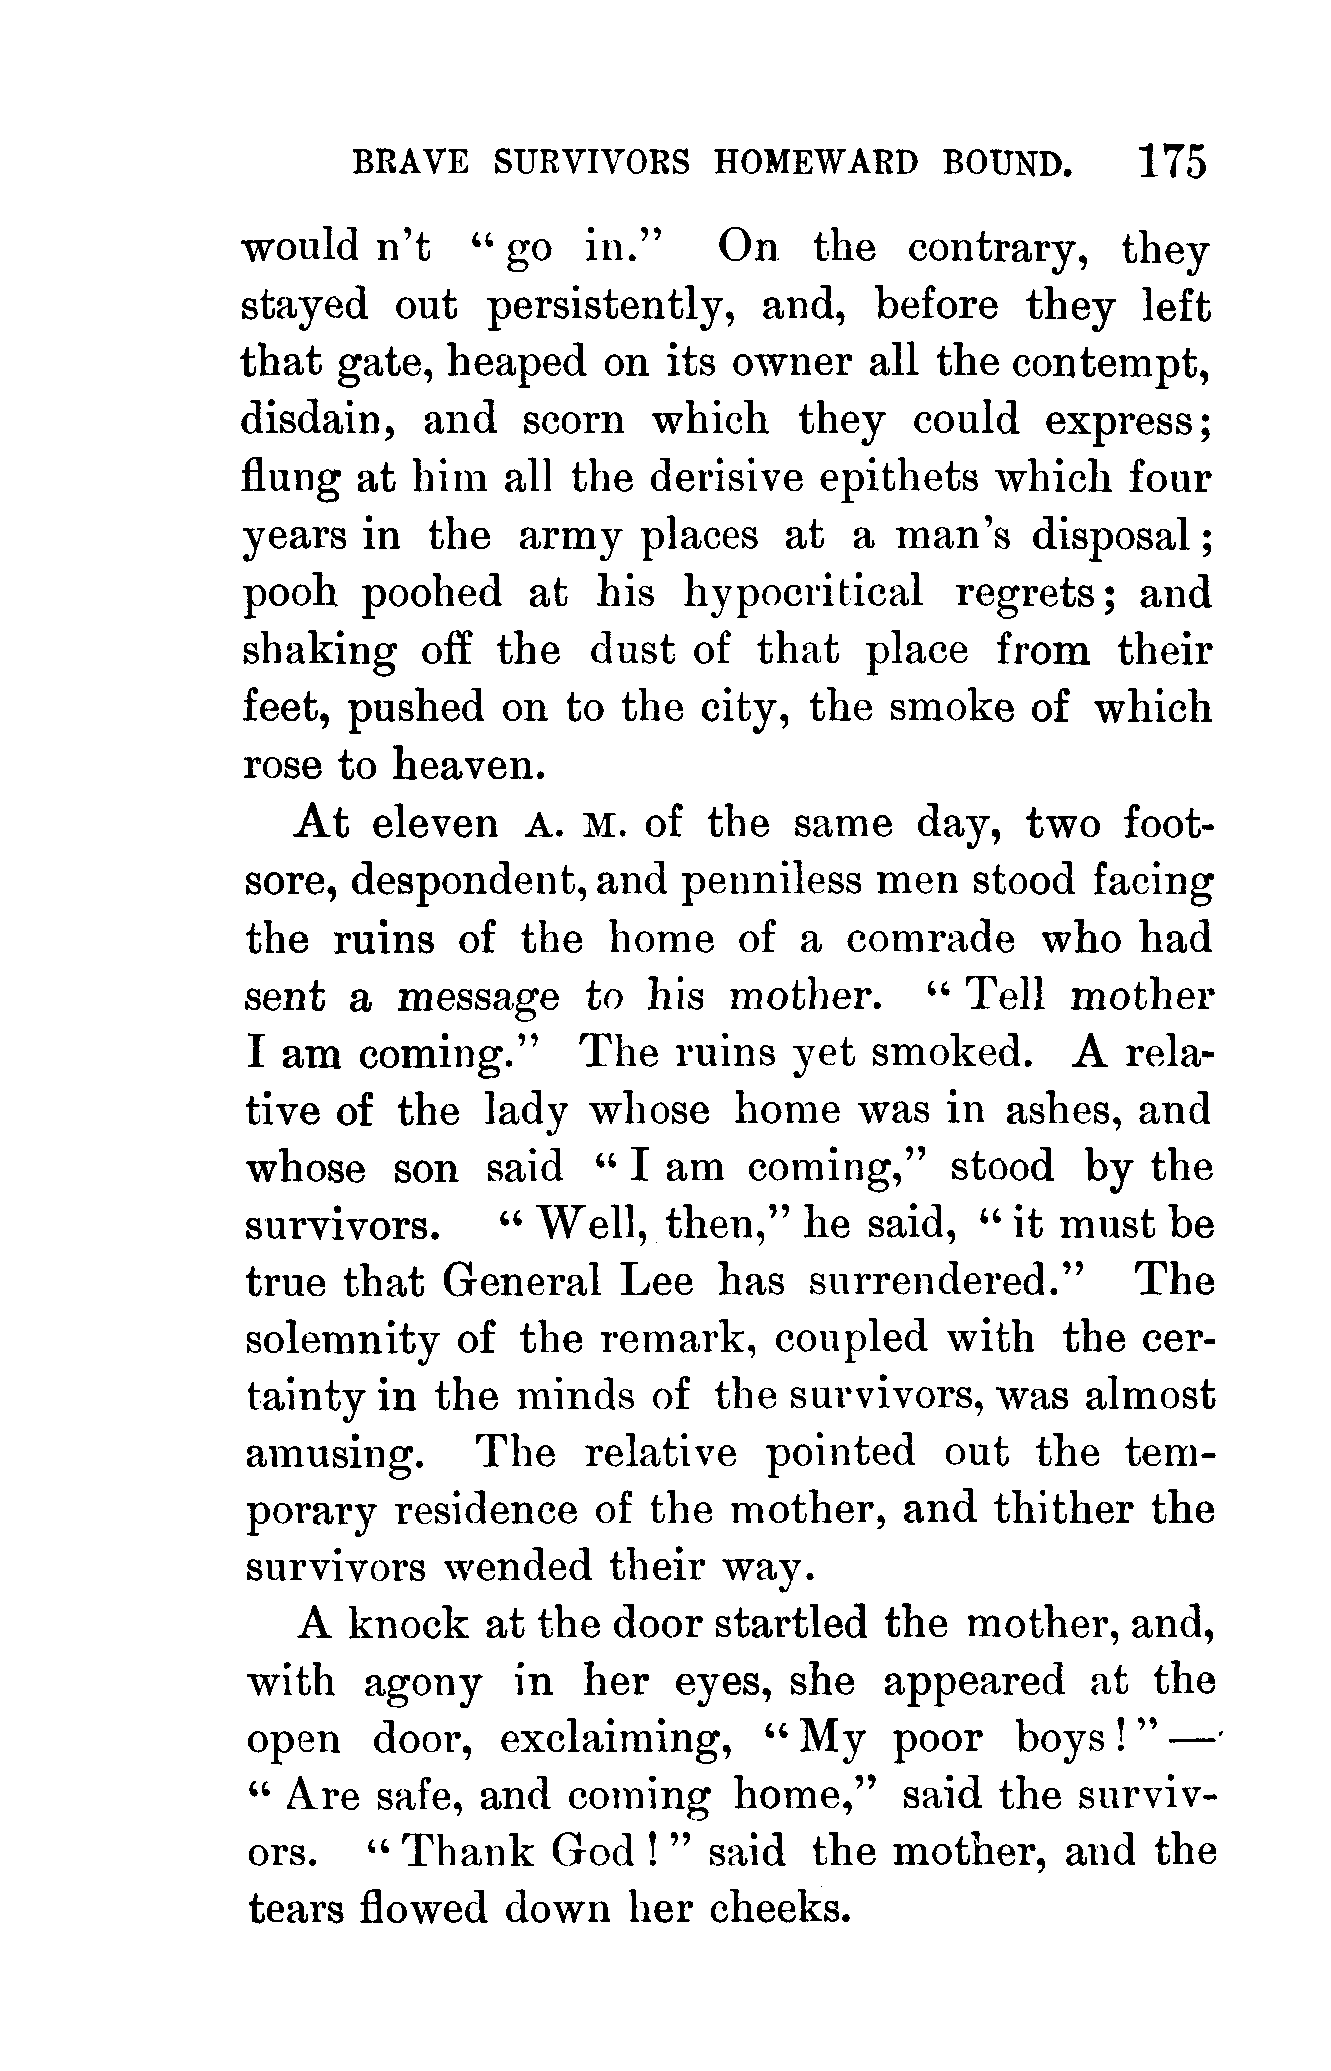 BRAVE SURVIVORS HOMEWARD BOUND. 175
would n't "go in." On the contrary, they
stayed out persistently, and, before they left
that gate, heaped on its owner all the contempt,
disdain, and scorn which they could express;
flung at him all the derisive epithets which four
years in the army places at a man's disposal;
pooh poohed at his hypocritical regrets; and
shaking off the dust of that place from their
feet, pushed on to the city, the smoke of which
rose to heaven.
At eleven A. M. of the same day, two foot-
sore, despondent, and penniless men stood facing
the ruins of the home of a comrade who had
sent a message to his mother. "Tell mother
I am coming." The ruins yet smoked. A rela-
tive of the lady whose home was in ashes, and
whose son said "I am coming," stood by the
survivors. "Well, then," he said, "it must be
true that General Lee has surrendered." The
solemnity of the remark, coupled with the cer-
tainty in the minds of the survivors, was almost
amusing. The relative pointed out the tem-
porary residence of the mother, and thither the
survivors wended their way.
A knock at the door startled the mother, and,
with agony in her eyes, she appeared at the
open door, exclaiming, "My poor boys!"—
"Are safe, and coming home," said the surviv-
ors. "Thank God!" said the mother, and the
tears flowed down her cheeks.